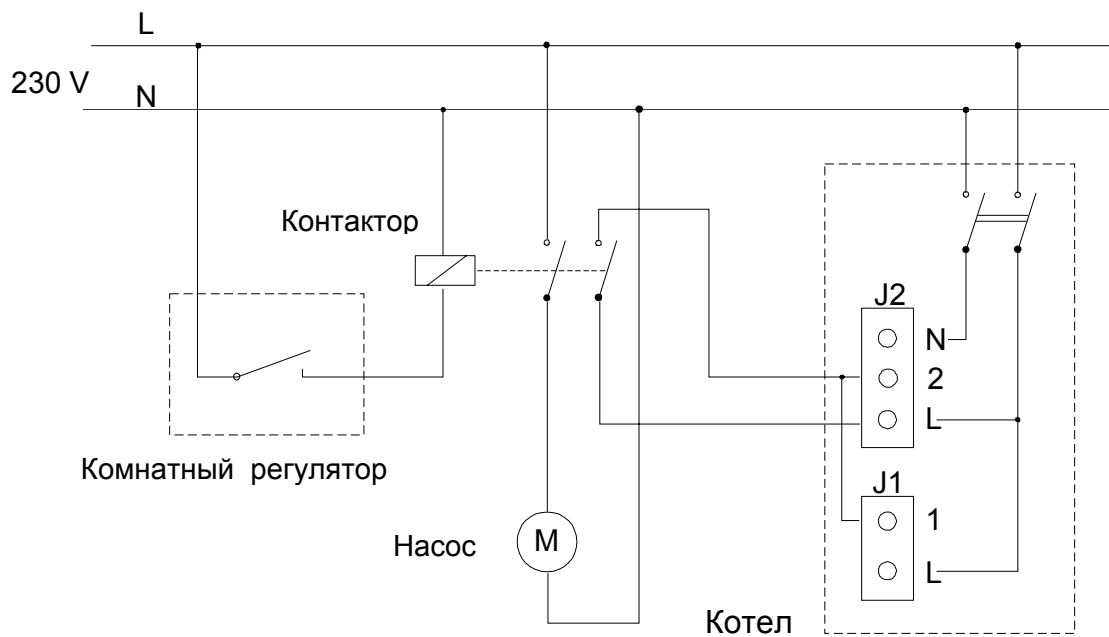 L
230 V
N
Контактор
J2
N
2
L
Комнатный регулятор
J1
1
Насос
M
L
Котел